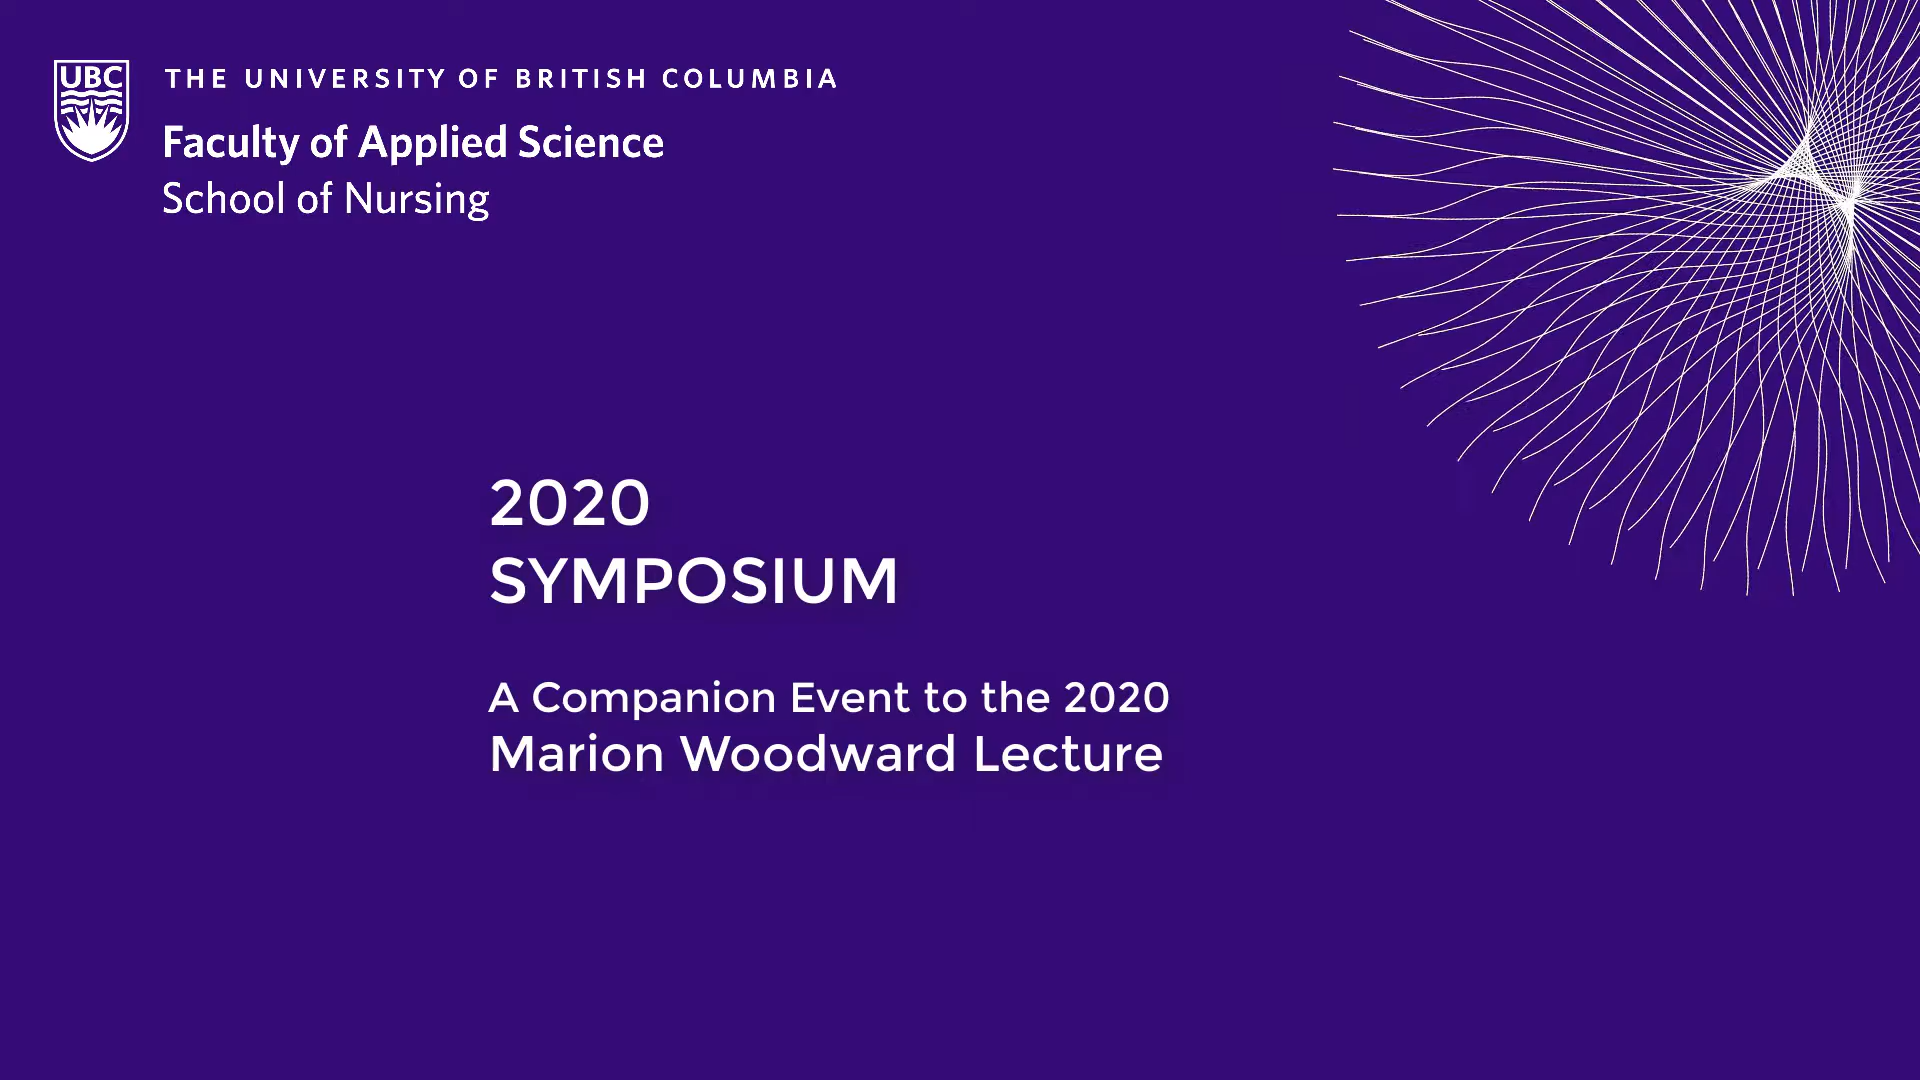 UBC
THE UNIVERSITY OF BRITISH COLUMBIA
Faculty of Applied Science
School of Nursing
2020
SYMPOSIUM
A Companion Event to the 2020
Marion Woodward Lecture